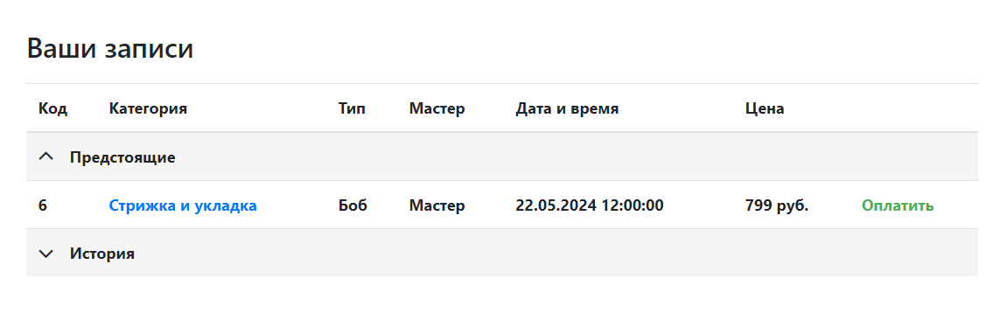 Ваши записи
Код Категория Тип Мастер Дата и время Цена
Предстоящие
6 Стрижка и укладка Боб Мастер 22.05.2024 12:00:00 799 руб. Оплатить
История